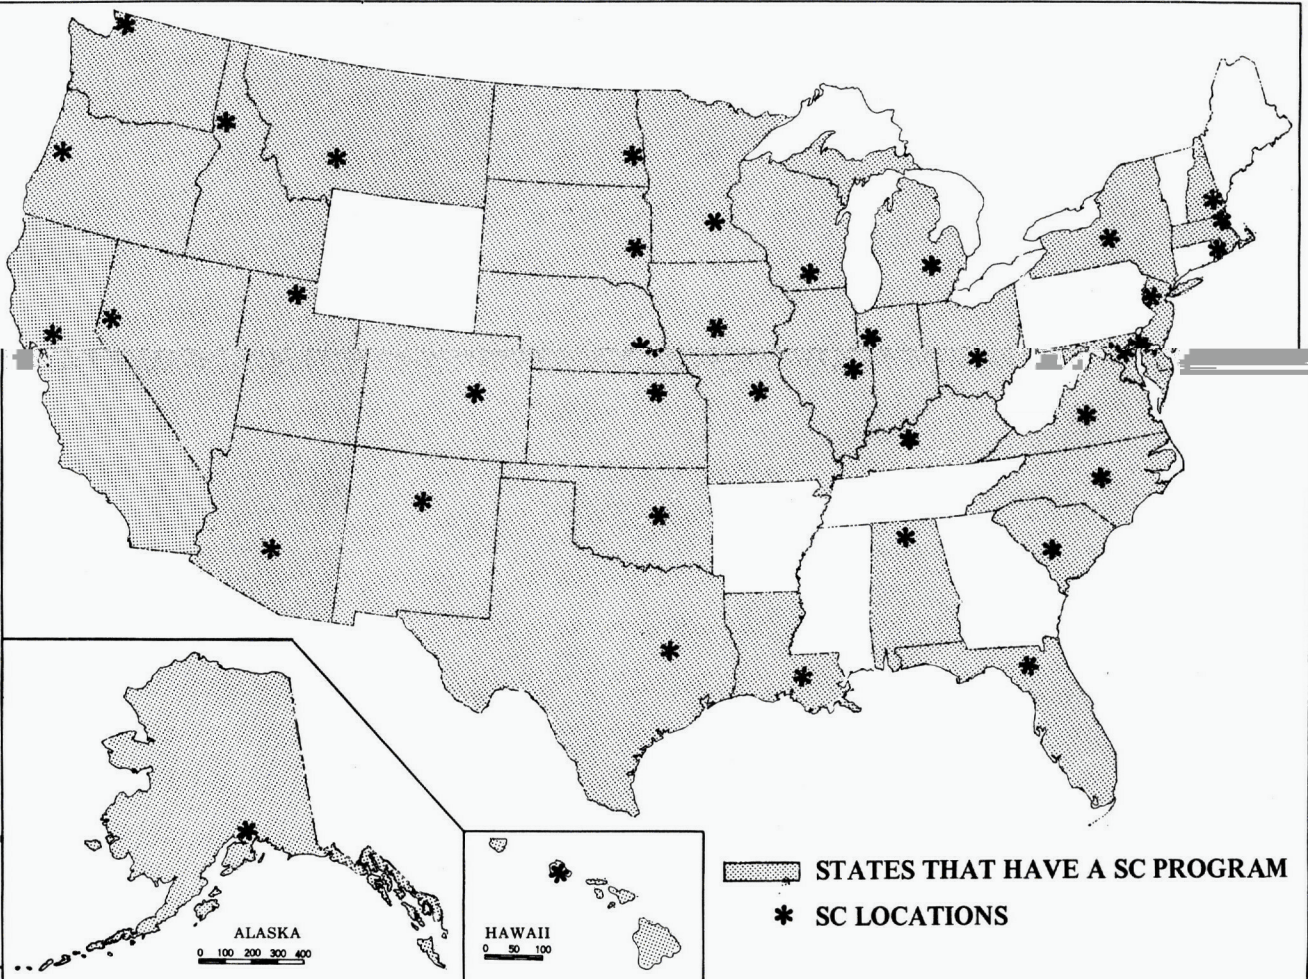 ALASKA
0 100 200 300 400
HAWAII
0 50 100
STATES THAT HAVE A SC PROGRAM
* SC LOCATIONS